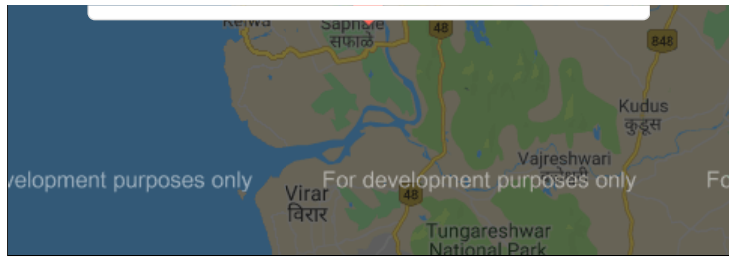 Kelwa
Saphale
सफाळे
48
848
Kudus
कुडूस
Vajreshwari
velopment purposes only
For development purposes only
Fo
Virar
विरार
48
Tungareshwar
National Park